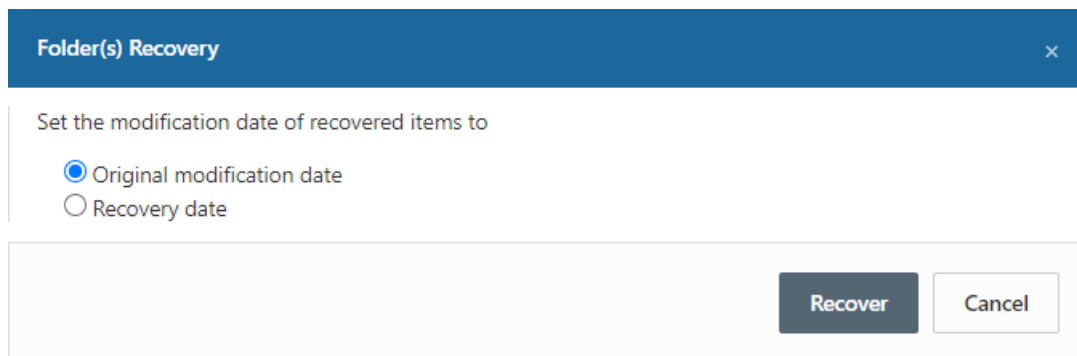 Folder(s) Recovery ×
Set the modification date of recovered items to
Original modification date
Recovery date
Recover Cancel